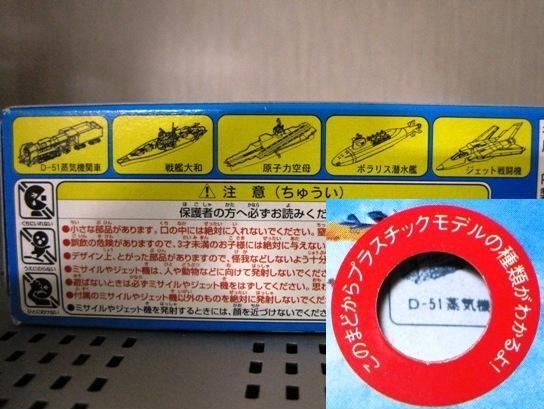 D-51蒸気機関車
戦艦大和
原子力空母
ポラリス潜水艦
ジェット戦闘機
注意(ちゅうい)
保護者の方へ必ずお読みくだ
●小さな部品があります。口の中には絶対に入れないでください。窒
●誤飲の危険がありますので、3才未満のお子様には絶対に与えない
●デザイン上、とがった部品がありますので、怪我などしないよう十
●ミサイルやジェット機は、人や動物などに向けて発射しないでくださ
●遊ばないときは必ずミサイルやジェット機をはずしてください。思わ
●付属のミサイルやジェット機以外のものを絶対に発射しないでくだ
●ミサイルやジェット機を発射するときには、顔を近づけないでくださ
口にいれない
このまどからプラスチックモデルの種類がわかるよ!
D-51蒸気機